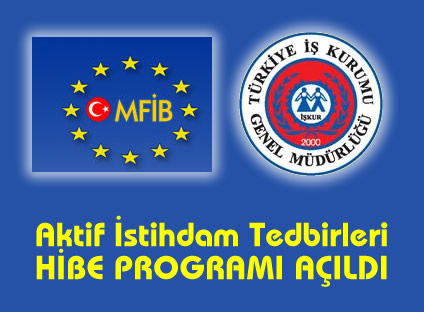 MFİB
TÜRKİYE İŞ KURUMU
GENEL MÜDÜRLÜĞÜ
İŞKUR
2000
Aktif İstihdam Tedbirleri
HİBE PROGRAMI AÇILDI